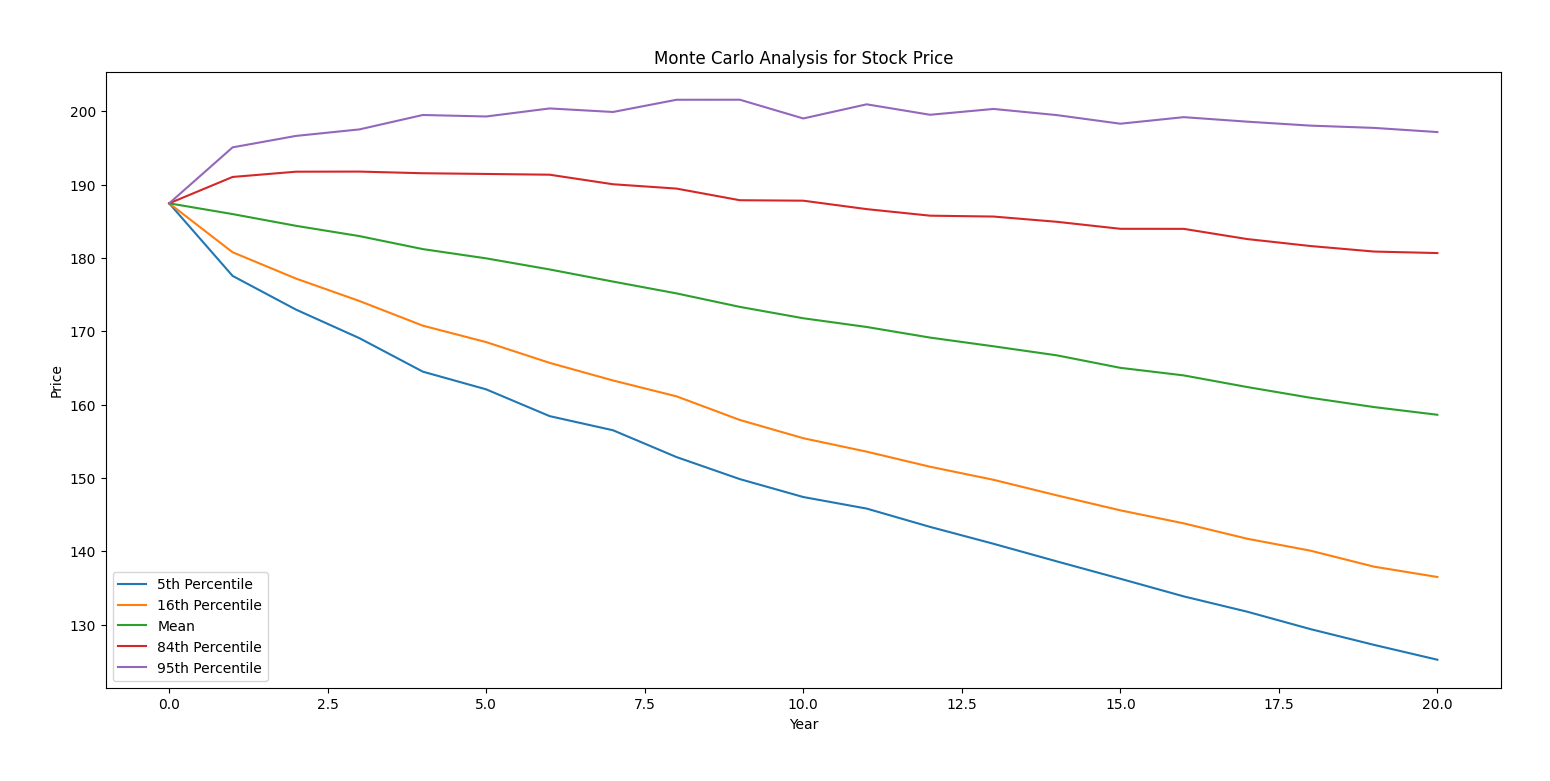 Monte Carlo Analysis for Stock Price
Price
200
190
180
170
160
150
140
130
5th Percentile
16th Percentile
Mean
84th Percentile
95th Percentile
0.0 2.5 5.0 7.5 10.0 12.5 15.0 17.5 20.0
Year